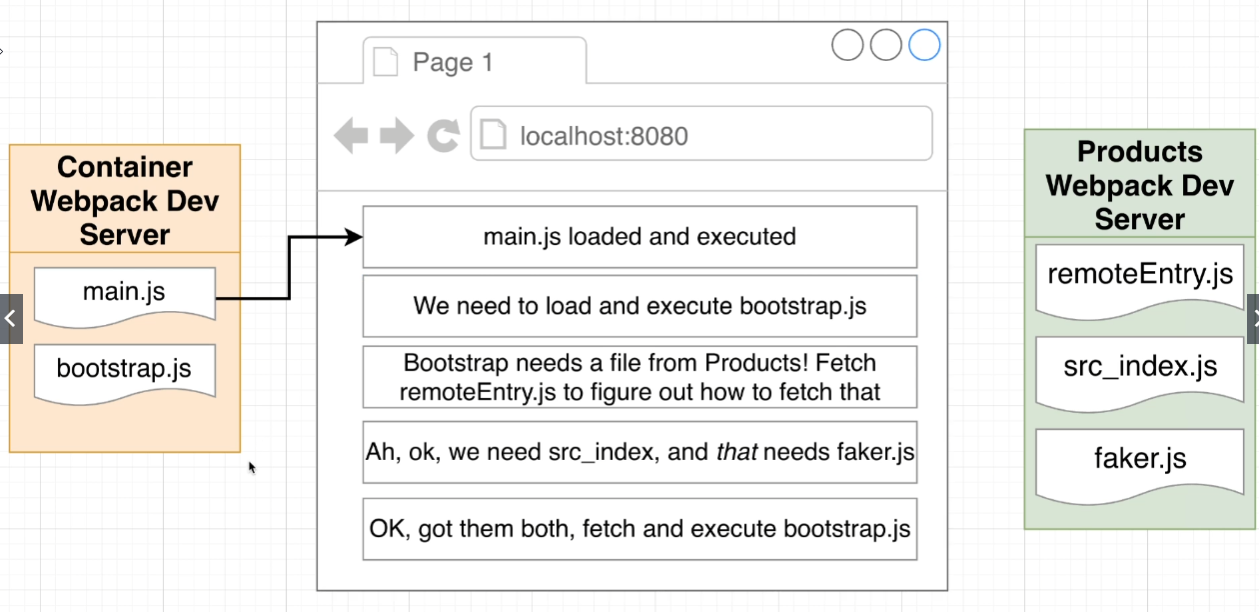 Page 1
localhost:8080
Container
Webpack Dev
Server
main.js
bootstrap.js
main.js loaded and executed
We need to load and execute bootstrap.js
Bootstrap needs a file from Products! Fetch
remoteEntry.js to figure out how to fetch that
Ah, ok, we need src_index, and that needs faker.js
OK, got them both, fetch and execute bootstrap.js
Products
Webpack Dev
Server
remoteEntry.js
src_index.js
faker.js